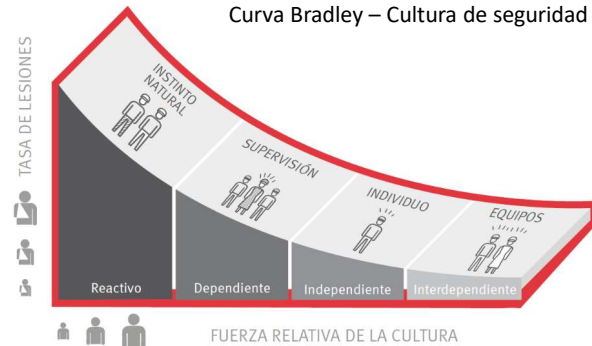 Curva Bradley – Cultura de seguridad
TASA DE LESIONES
INSTINTO
NATURAL
SUPERVISIÓN
INDIVIDUO
EQUIPOS
Reactivo
Dependiente
Independiente
Interdependiente
FUERZA RELATIVA DE LA CULTURA